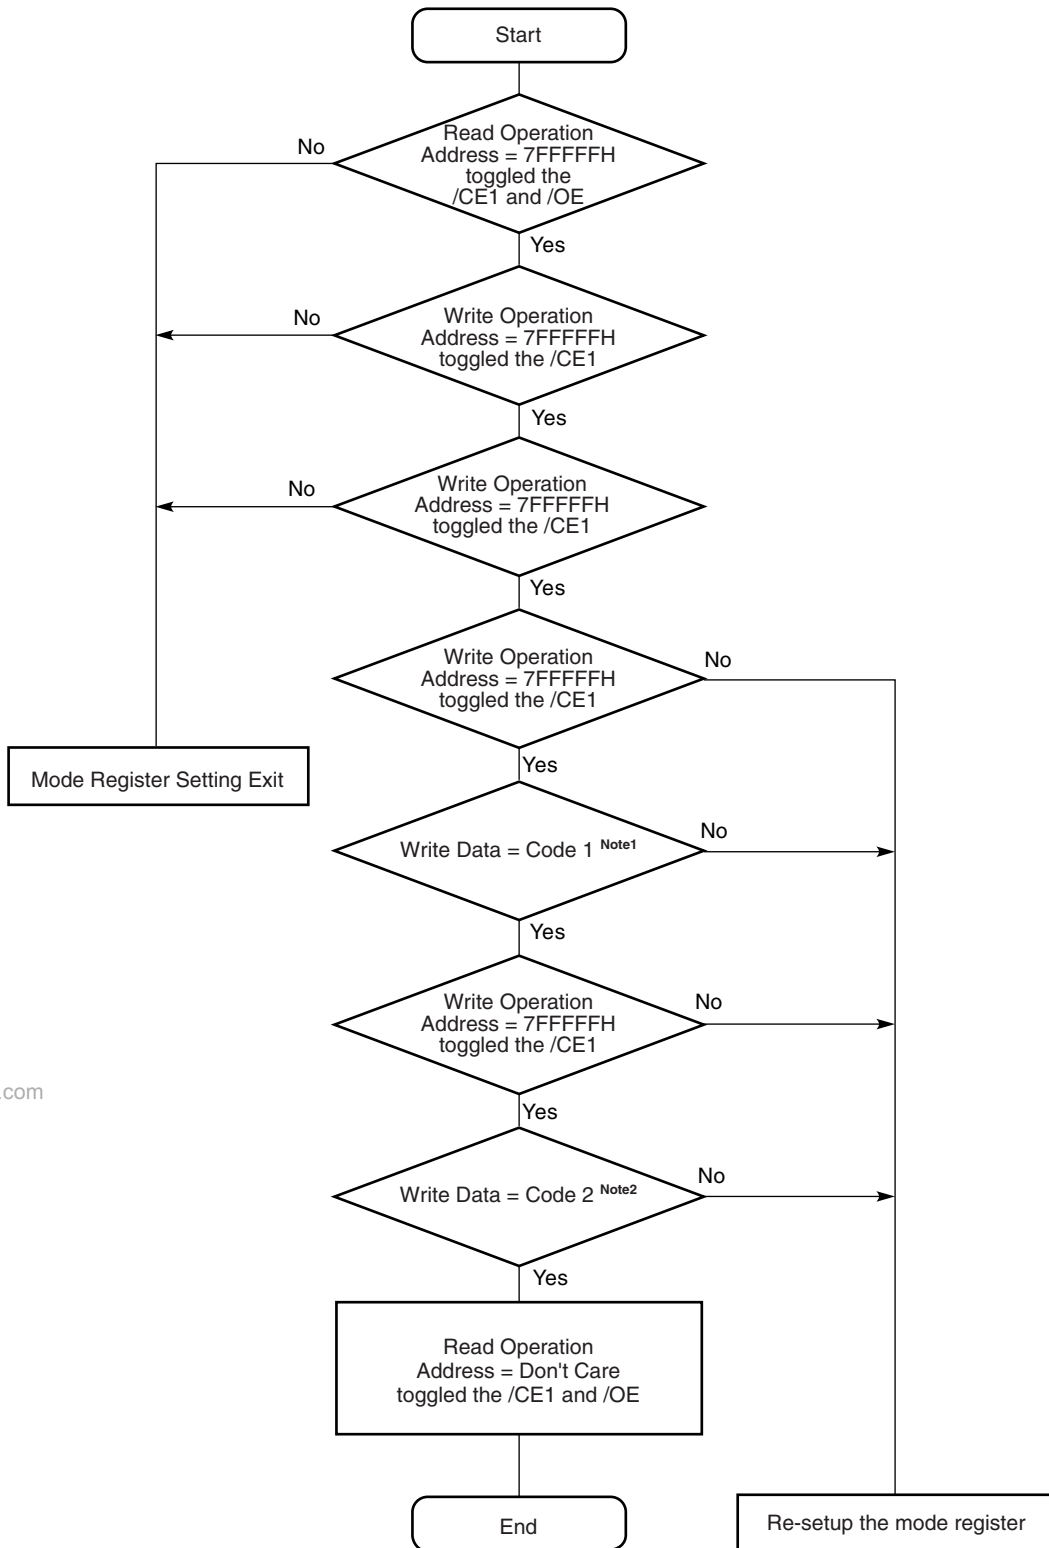 Start
Read Operation
Address = 7FFFFFH
toggled the
/CE1 and /OE
No
Yes
Write Operation
Address = 7FFFFFH
toggled the /CE1
No
Yes
Write Operation
Address = 7FFFFFH
toggled the /CE1
No
Yes
Write Operation
Address = 7FFFFFH
toggled the /CE1
No
Yes
Mode Register Setting Exit
Write Data = Code 1 Note1
No
Yes
Write Operation
Address = 7FFFFFH
toggled the /CE1
No
.com
Yes
Write Data = Code 2 Note2
No
Yes
Read Operation
Address = Don't Care
toggled the /CE1 and /OE
End
Re-setup the mode register